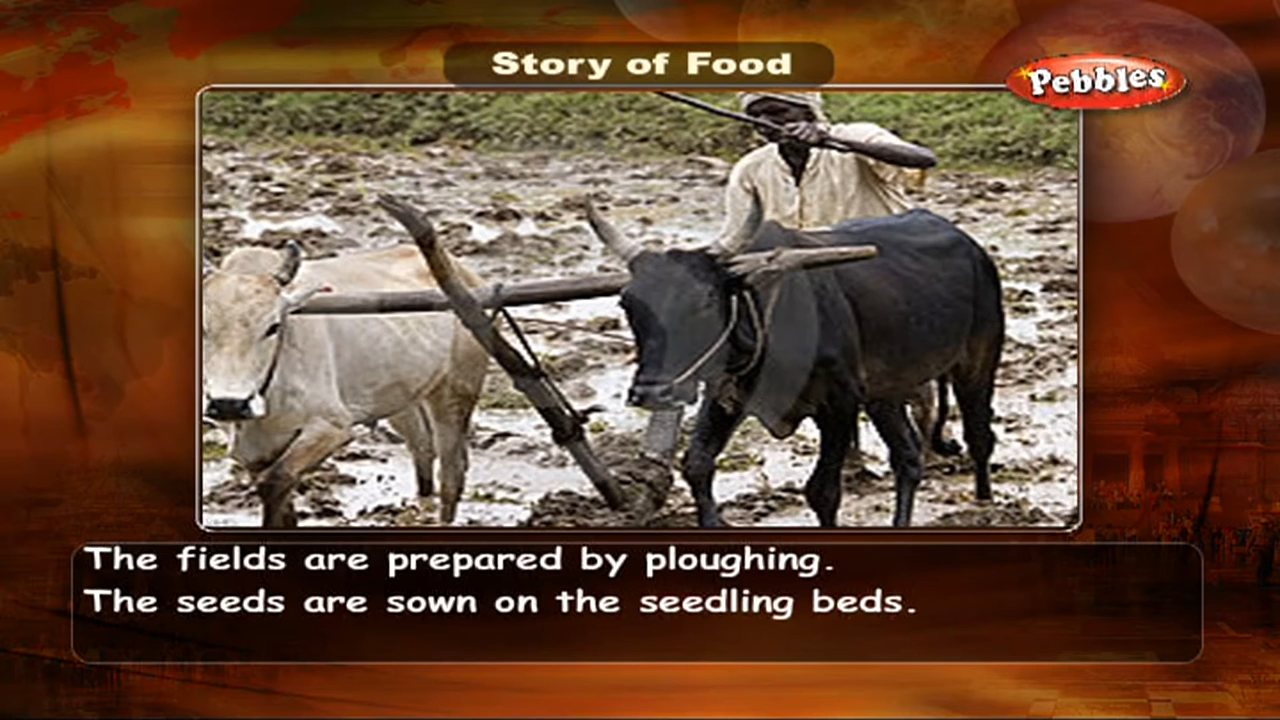 Story of Food
Pebbles
The fields are prepared by ploughing.
The seeds are sown on the seedling beds.